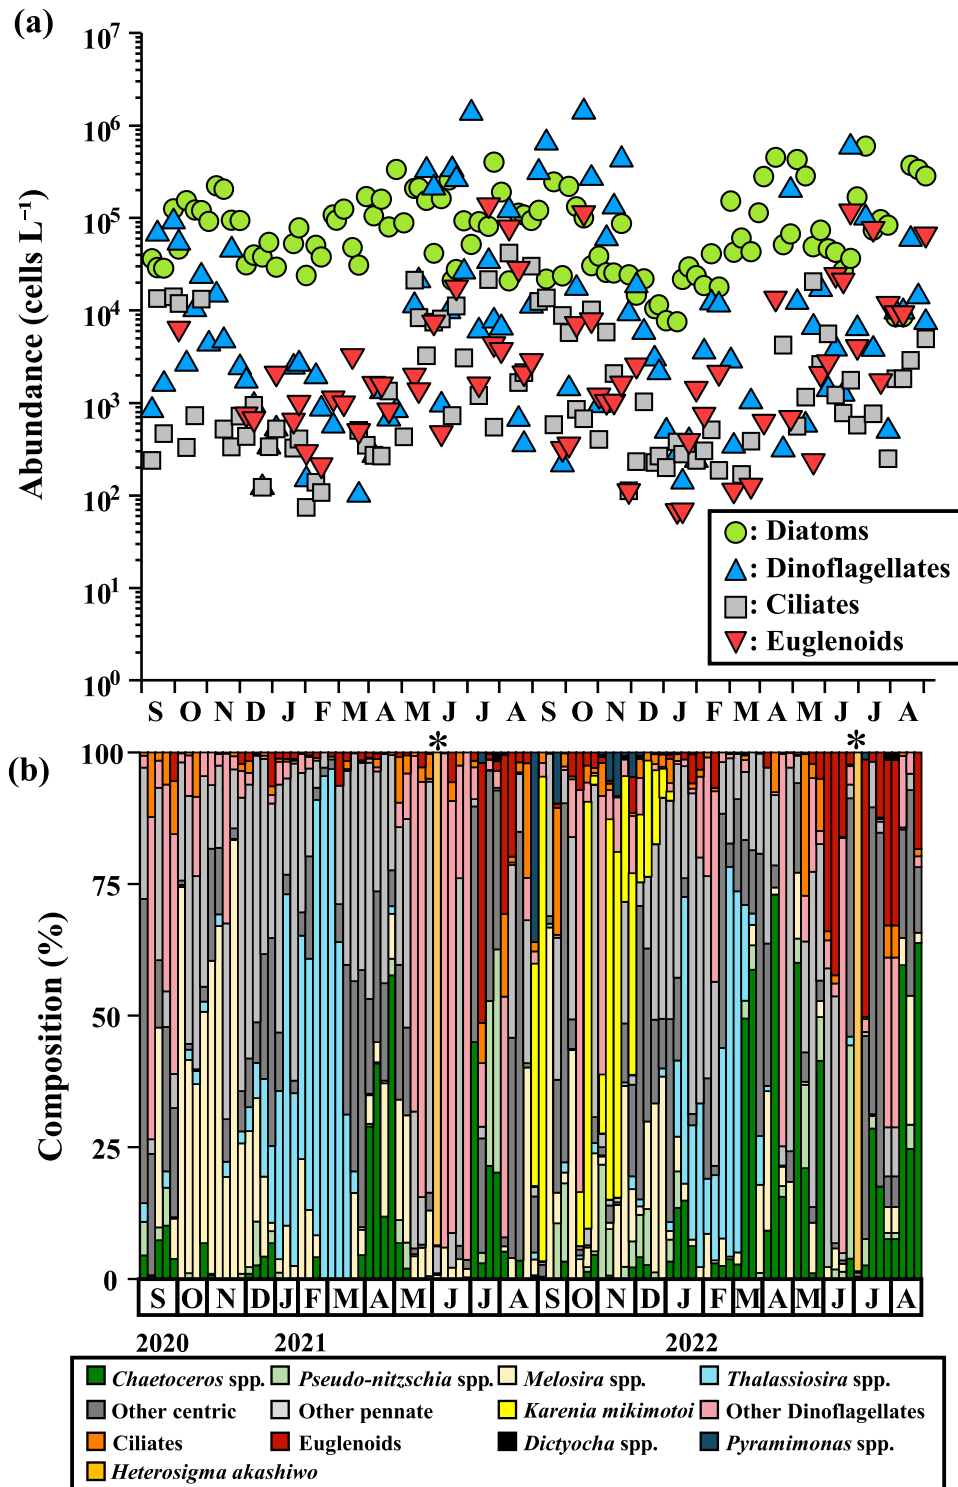 (a)
Abundance (cells L⁻¹)
10⁷
10⁶
10⁵
10⁴
10³
10²
10¹
10⁰
: Diatoms
: Dinoflagellates
: Ciliates
: Euglenoids
S O N D J F M A M J J A S O N D J F M A M J J A
* *
(b)
Composition (%)
100
75
50
25
0
S O N D J F M A M J J A S O N D J F M A M J J A
2020 2021 2022
Chaetoceros spp. Pseudo-nitzschia spp. Melosira spp. Thalassiosira spp.
Other centric Other pennate Karenia mikimotoi Other Dinoflagellates
Ciliates Euglenoids Dictyocha spp. Pyramimonas spp.
Heterosigma akashiwo